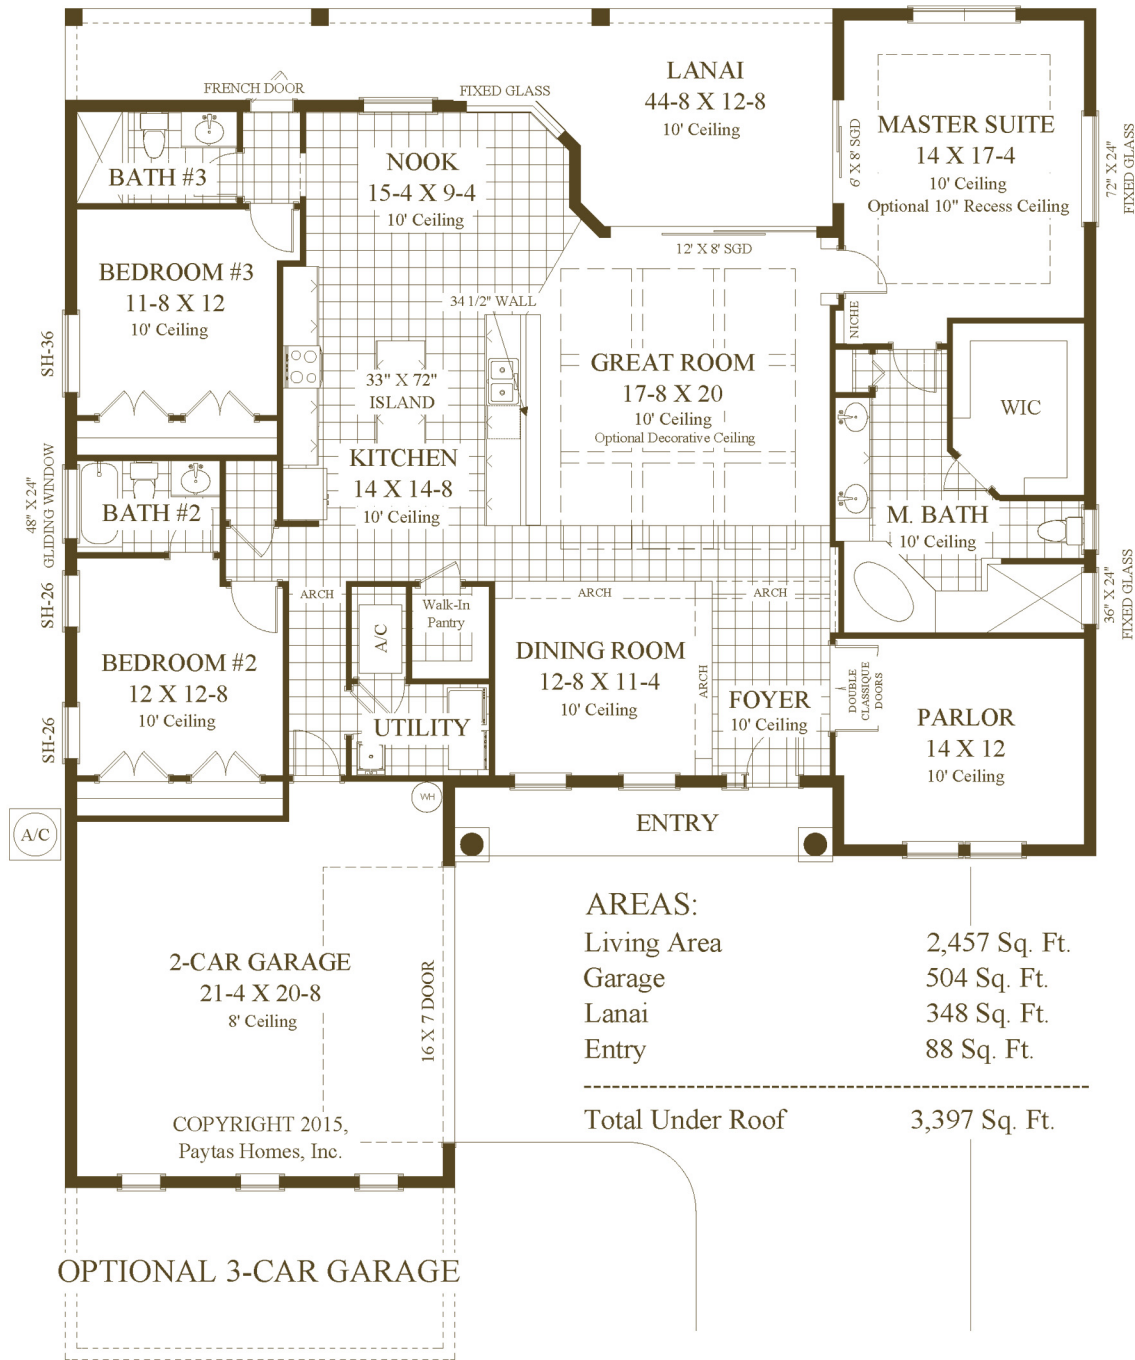 LANAI
44-8 X 12-8
10' Ceiling
FRENCH DOOR
FIXED GLASS
MASTER SUITE
14 X 17-4
10' Ceiling
Optional 10" Recess Ceiling
6' X 8' SGD
72" X 24"
FIXED GLASS
NOOK
15-4 X 9-4
10' Ceiling
BATH #3
12' X 8' SGD
BEDROOM #3
11-8 X 12
10' Ceiling
SH-36
34 1/2" WALL
NICHE
GREAT ROOM
17-8 X 20
10' Ceiling
Optional Decorative Ceiling
33" X 72"
ISLAND
WIC
KITCHEN
14 X 14-8
10' Ceiling
48" X 24"
GLIDING WINDOW
BATH #2
M. BATH
10' Ceiling
36" X 24"
FIXED GLASS
SH-26
ARCH
ARCH
ARCH
Walk-In
Pantry
A/C
BEDROOM #2
12 X 12-8
10' Ceiling
SH-26
DINING ROOM
12-8 X 11-4
10' Ceiling
ARCH
FOYER
10' Ceiling
DOUBLE
CLASSIQUE
DOORS
UTILITY
PARLOR
14 X 12
10' Ceiling
WH
A/C
ENTRY
2-CAR GARAGE
21-4 X 20-8
8' Ceiling
16 X 7 DOOR
AREAS:
Living Area 2,457 Sq. Ft.
Garage 504 Sq. Ft.
Lanai 348 Sq. Ft.
Entry 88 Sq. Ft.
Total Under Roof 3,397 Sq. Ft.
COPYRIGHT 2015,
Paytas Homes, Inc.
OPTIONAL 3-CAR GARAGE